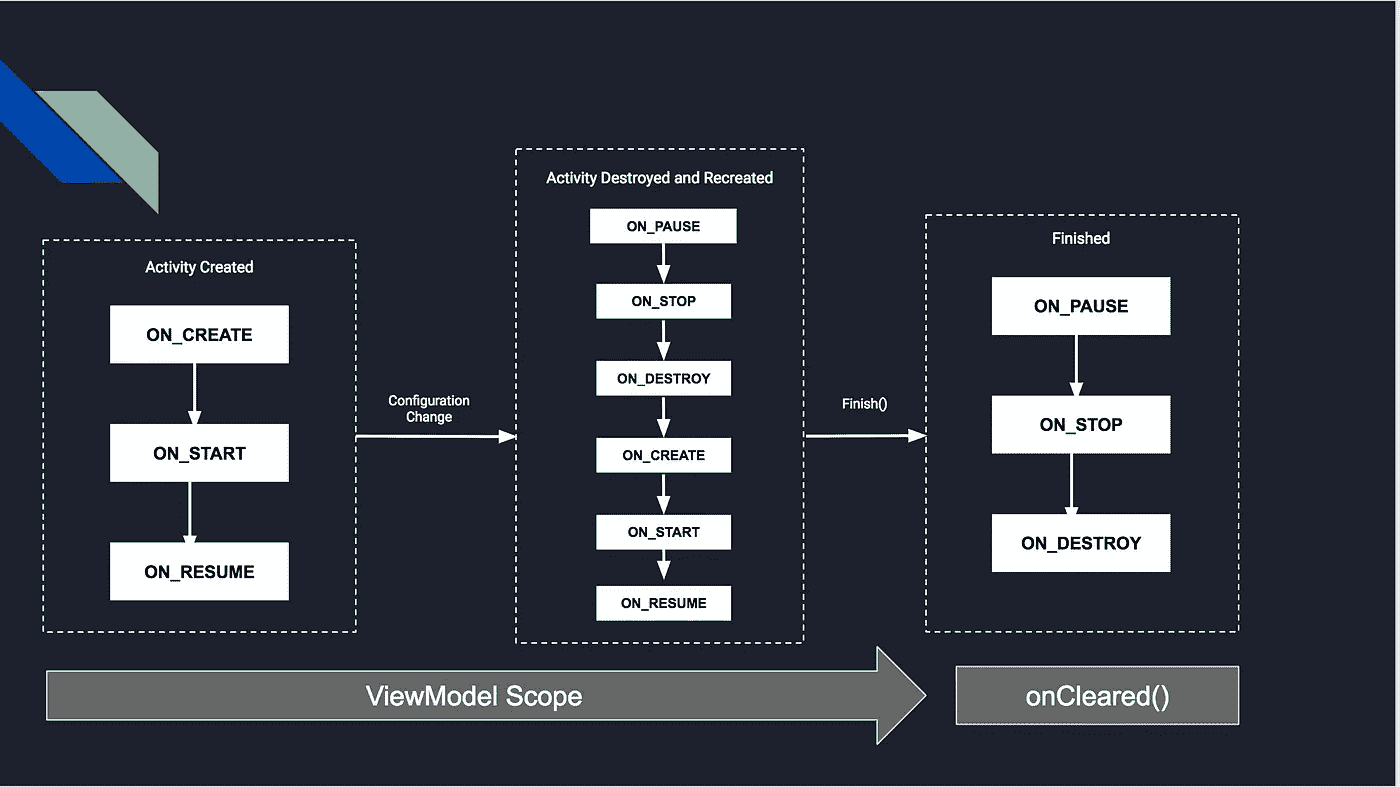 Activity Created
ON_CREATE
ON_START
ON_RESUME
Configuration
Change
Activity Destroyed and Recreated
ON_PAUSE
ON_STOP
ON_DESTROY
ON_CREATE
ON_START
ON_RESUME
Finish()
Finished
ON_PAUSE
ON_STOP
ON_DESTROY
ViewModel Scope
onCleared()